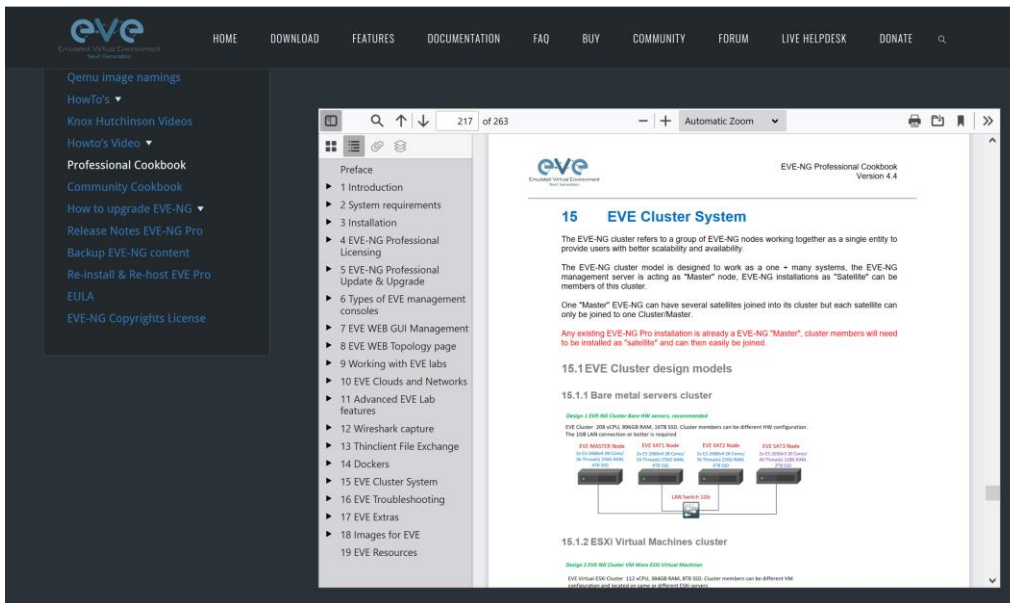 eve
Emulated Virtual Environment
Next Generation
HOME DOWNLOAD FEATURES DOCUMENTATION FAQ BUY COMMUNITY FORUM LIVE HELPDESK DONATE
Qemu image namings
HowTo's
Knox Hutchinson Videos
Howto's Video
Professional Cookbook
Community Cookbook
How to upgrade EVE-NG
Release Notes EVE-NG Pro
Backup EVE-NG content
Re-install & Re-host EVE Pro
EULA
EVE-NG Copyrights License
217 of 263
Automatic Zoom
Preface
1 Introduction
2 System requirements
3 Installation
4 EVE-NG Professional
Licensing
5 EVE-NG Professional
Update & Upgrade
6 Types of EVE management
consoles
7 EVE WEB GUI Management
8 EVE WEB Topology page
9 Working with EVE labs
10 EVE Clouds and Networks
11 Advanced EVE Lab
features
12 Wireshark capture
13 Thinclient File Exchange
14 Dockers
15 EVE Cluster System
16 EVE Troubleshooting
17 EVE Extras
18 Images for EVE
19 EVE Resources
eve
Emulated Virtual Environment
Next Generation
EVE-NG Professional Cookbook
Version 4.4
15 EVE Cluster System
The EVE-NG cluster refers to a group of EVE-NG nodes working together as a single entity to
provide users with better scalability and availability.
The EVE-NG cluster model is designed to work as a one + many systems, the EVE-NG
management server is acting as "Master" node, EVE-NG installations as "Satellite" can be
members of this cluster.
One "Master" EVE-NG can have several satellites joined into its cluster but each satellite can
only be joined to one Cluster/Master.
Any existing EVE-NG Pro installation is already a EVE-NG "Master", cluster members will need
to be installed as "satellite" and can then easily be joined.
15.1 EVE Cluster design models
15.1.1 Bare metal servers cluster
Design 1 EVE-NG Cluster Bare HW servers, recommended
EVE Cluster 208 vCPU, 896GB RAM, 16TB SSD. Cluster members can be different HW configuration.
The 1GB LAN connection or better is required
EVE MASTER Node EVE SAT1 Node EVE SAT2 Node EVE SAT3 Node
LAN Switch 1Gb
15.1.2 ESXi Virtual Machines cluster
Design 2 EVE-NG Cluster VM Ware ESXi Virtual Machines
EVE Virtual ESXi Cluster 112 vCPU, 384GB RAM, 8TB SSD. Cluster members can be different VM
configuration and located on same or different ESXi servers.